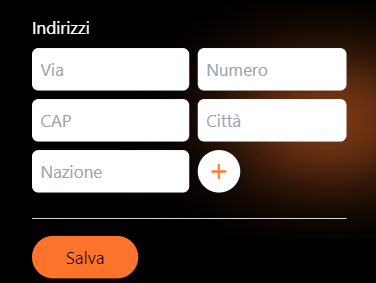 Indirizzi
Via Numero
CAP Città
Nazione +
Salva